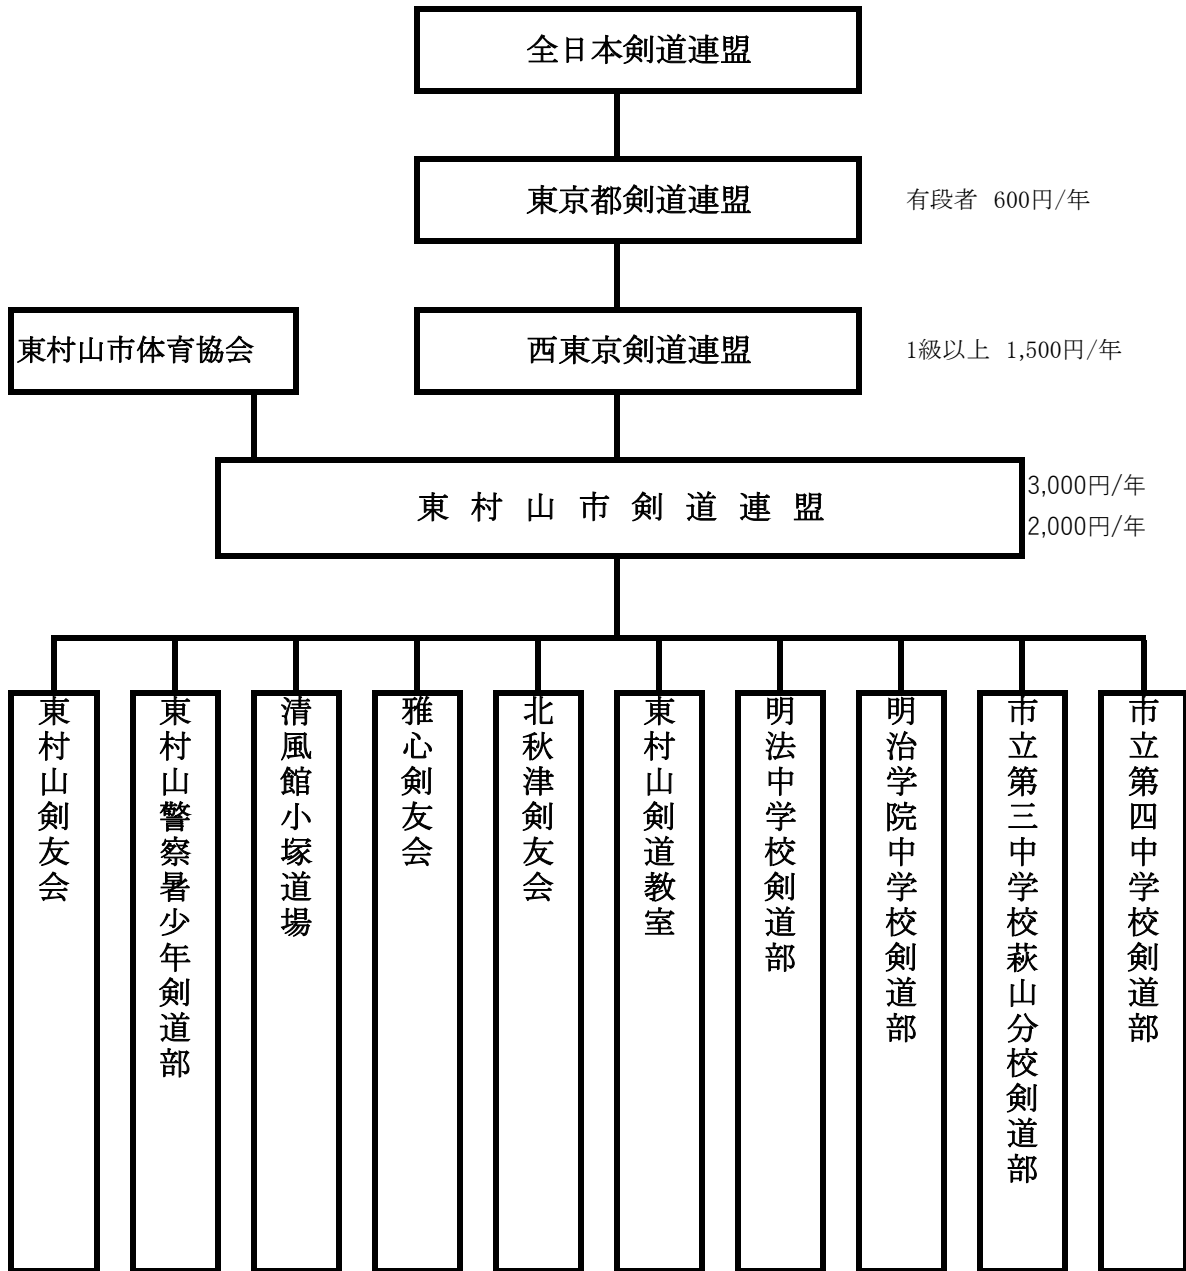 全日本剣道連盟
東京都剣道連盟
有段者 600円/年
東村山市体育協会
西東京剣道連盟
1級以上 1,500円/年
東村山市剣道連盟
3,000円/年
2,000円/年
東村山剣友会
東村山警察暑少年剣道部
清風館小塚道場
雅心剣友会
北秋津剣友会
東村山剣道教室
明法中学校剣道部
明治学院中学校剣道部
市立第三中学校萩山分校剣道部
市立第四中学校剣道部